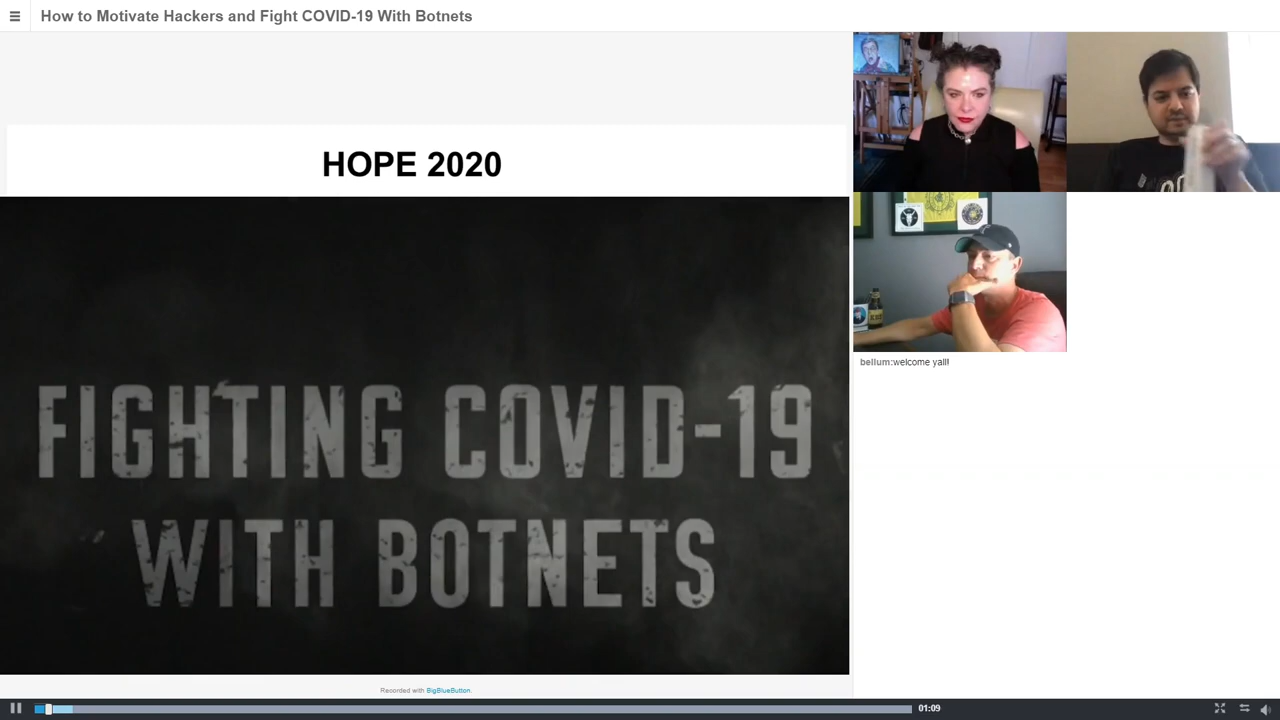 How to Motivate Hackers and Fight COVID-19 With Botnets
HOPE 2020
FIGHTING COVID-19
WITH BOTNETS
bellum:welcome yall!
Recorded with BigBlueButton.
01:09